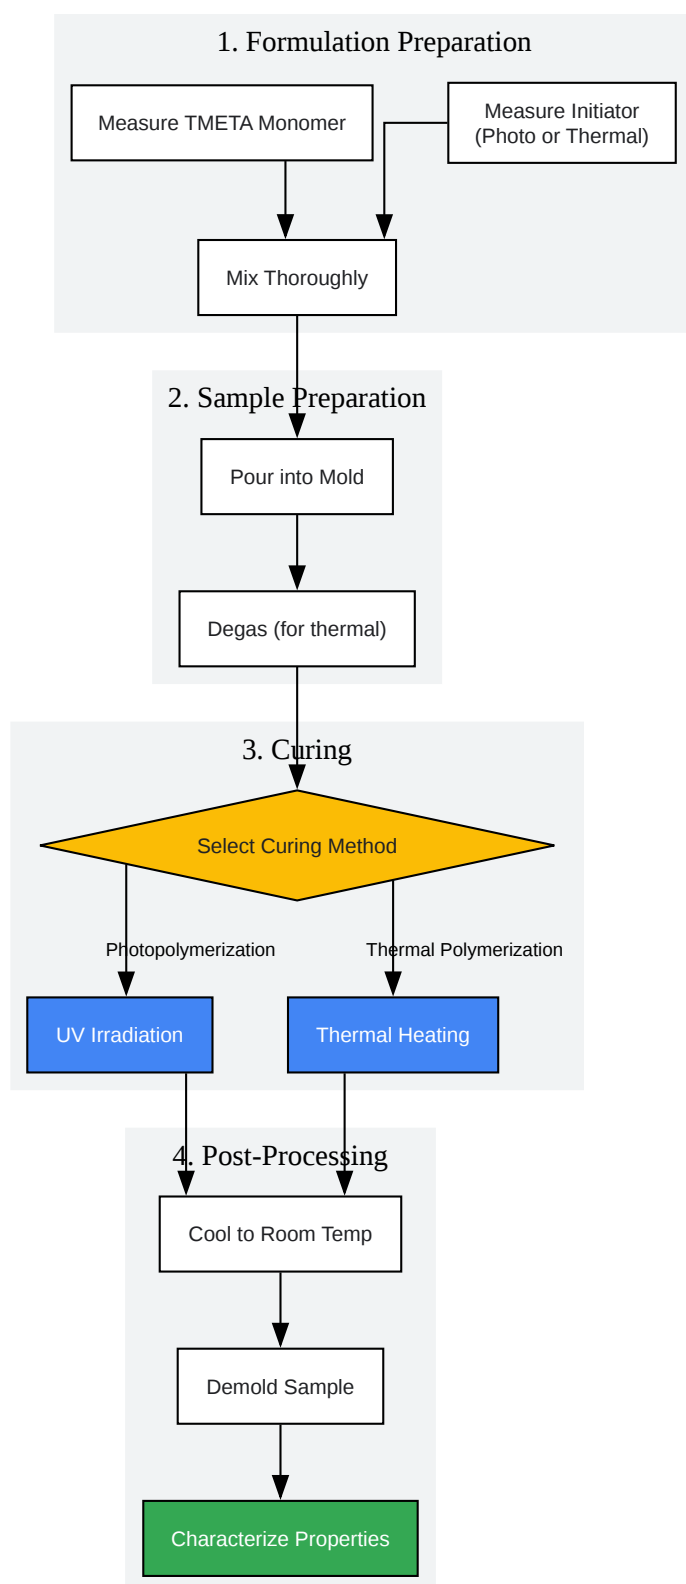 1. Formulation Preparation
Measure TMETA Monomer
Measure Initiator
(Photo or Thermal)
Mix Thoroughly
2. Sample Preparation
Pour into Mold
Degas (for thermal)
3. Curing
Select Curing Method
Photopolymerization
Thermal Polymerization
UV Irradiation
Thermal Heating
4. Post-Processing
Cool to Room Temp
Demold Sample
Characterize Properties